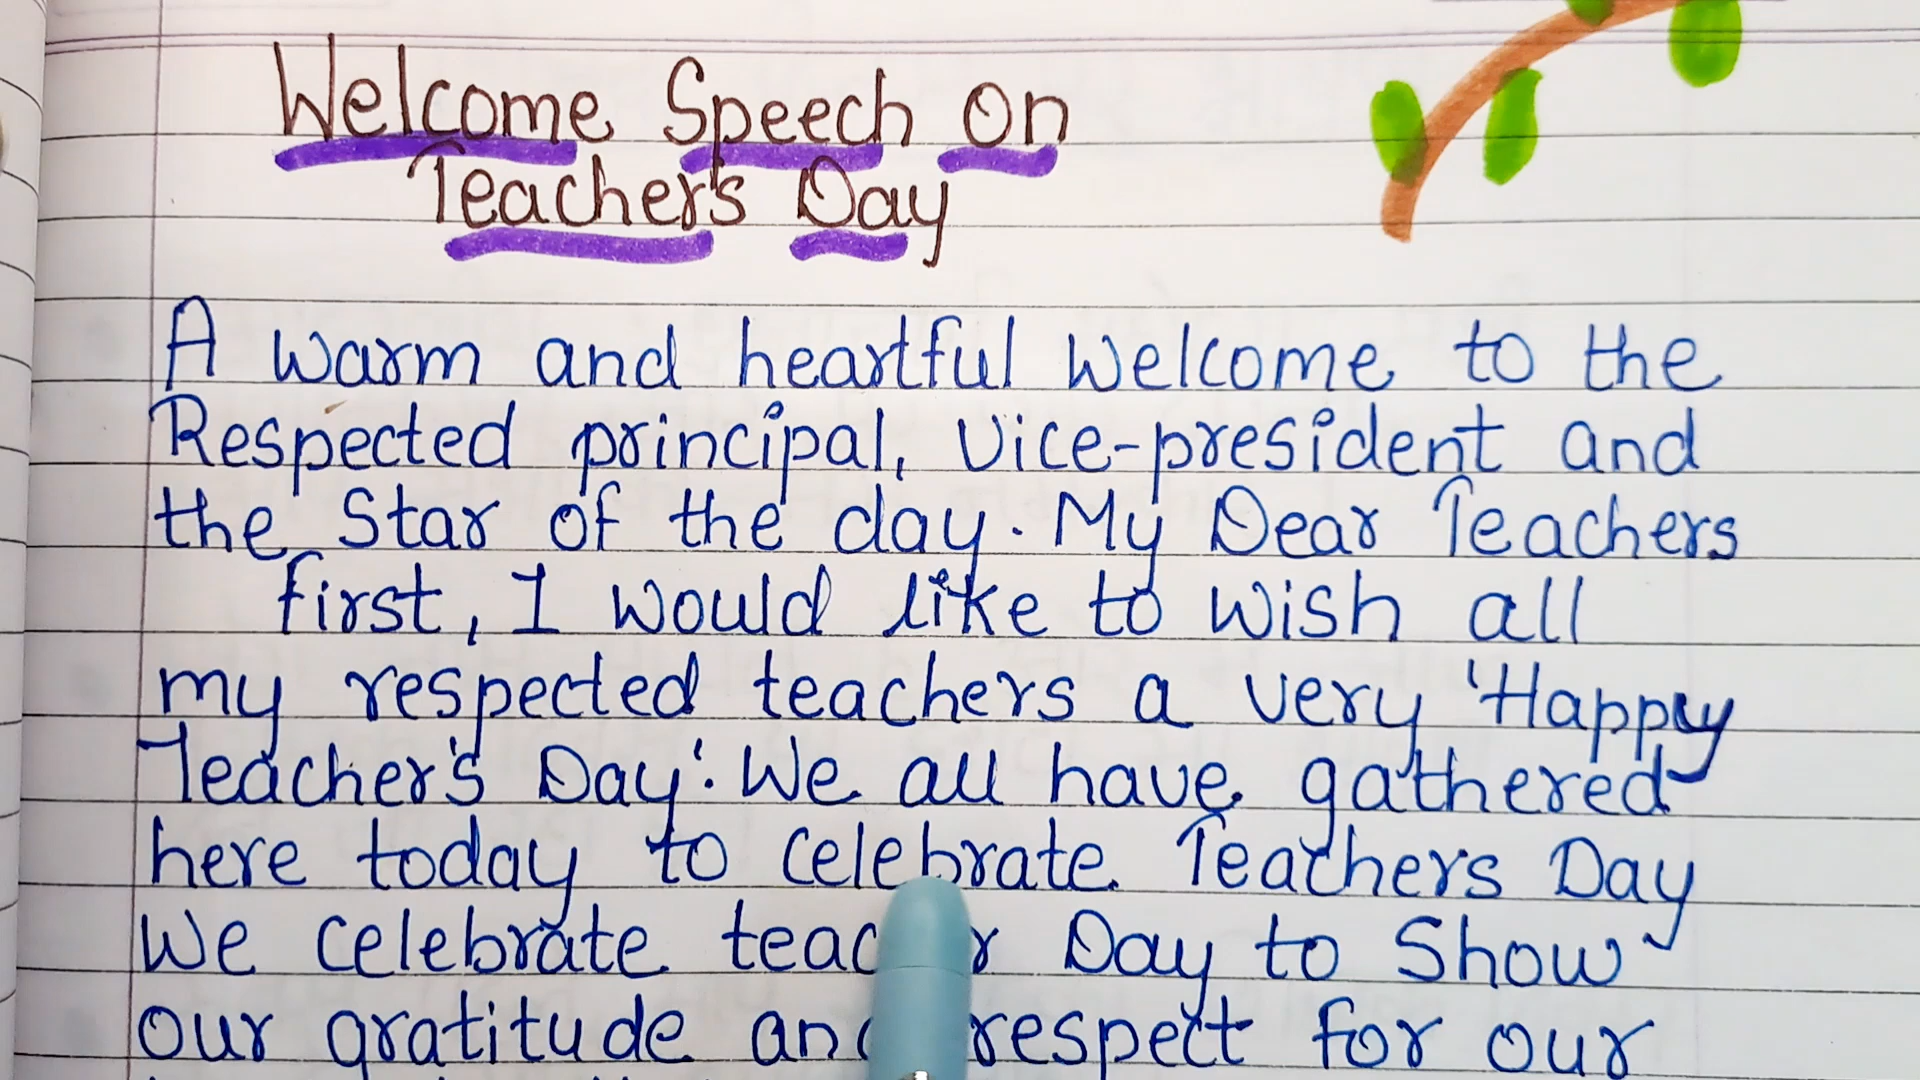 Welcome Speech on
Teacher's Day
A warm and heartful welcome to the
Respected principal, Vice-president and
the Star of the day. My Dear Teachers
first, I would like to wish all
my respected teachers a very 'Happy
Teacher's Day'. We all have gathered
here today to celebrate Teachers Day
We celebrate Day to Show
our gratitude respect for our